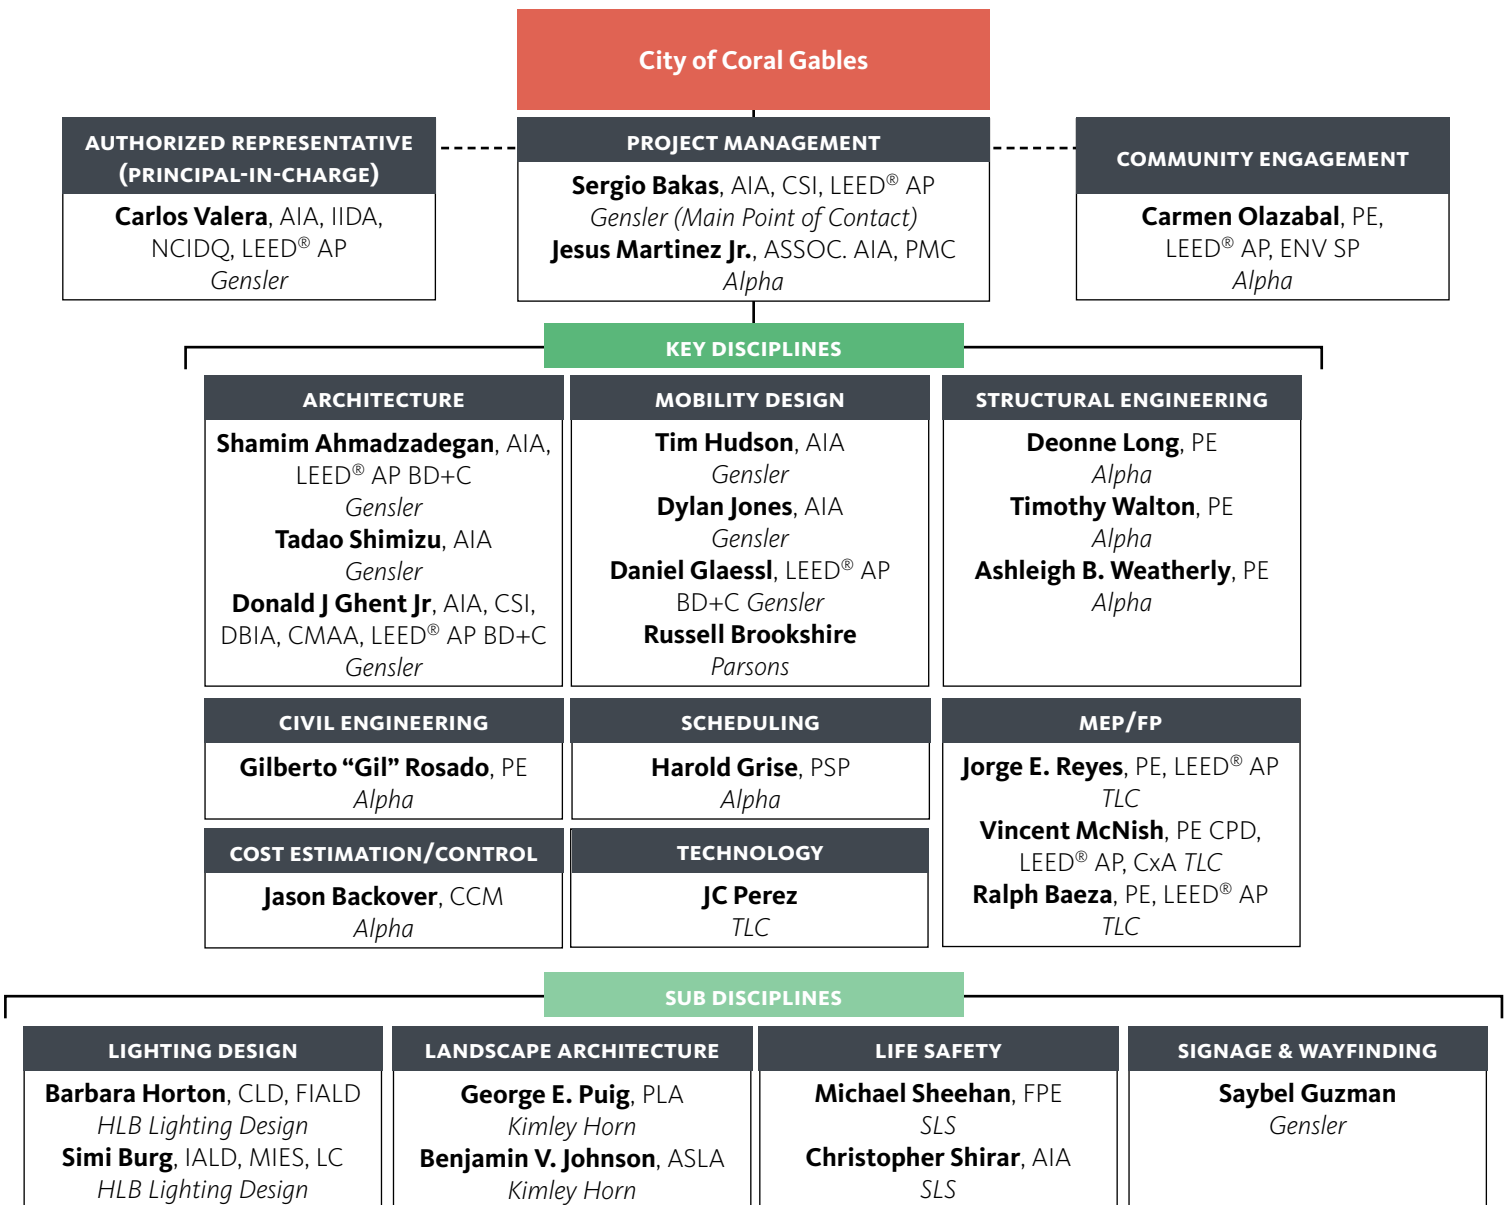 City of Coral Gables
AUTHORIZED REPRESENTATIVE
(PRINCIPAL-IN-CHARGE)
Carlos Valera, AIA, IIDA,
NCIDQ, LEED® AP
Gensler
PROJECT MANAGEMENT
Sergio Bakas, AIA, CSI, LEED® AP
Gensler (Main Point of Contact)
Jesus Martinez Jr., ASSOC. AIA, PMC
Alpha
COMMUNITY ENGAGEMENT
Carmen Olazabal, PE,
LEED® AP, ENV SP
Alpha
KEY DISCIPLINES
ARCHITECTURE
Shamim Ahmadzadegan, AIA,
LEED® AP BD+C
Gensler
Tadao Shimizu, AIA
Gensler
Donald J Ghent Jr, AIA, CSI,
DBIA, CMAA, LEED® AP BD+C
Gensler
MOBILITY DESIGN
Tim Hudson, AIA
Gensler
Dylan Jones, AIA
Gensler
Daniel Glaessl, LEED® AP
BD+C Gensler
Russell Brookshire
Parsons
STRUCTURAL ENGINEERING
Deonne Long, PE
Alpha
Timothy Walton, PE
Alpha
Ashleigh B. Weatherly, PE
Alpha
CIVIL ENGINEERING
Gilberto “Gil” Rosado, PE
Alpha
SCHEDULING
Harold Grise, PSP
Alpha
MEP/FP
Jorge E. Reyes, PE, LEED® AP
TLC
Vincent McNish, PE CPD,
LEED® AP, CxA TLC
Ralph Baeza, PE, LEED® AP
TLC
COST ESTIMATION/CONTROL
Jason Backover, CCM
Alpha
TECHNOLOGY
JC Perez
TLC
SUB DISCIPLINES
LIGHTING DESIGN
Barbara Horton, CLD, FIALD
HLB Lighting Design
Simi Burg, IALD, MIES, LC
HLB Lighting Design
LANDSCAPE ARCHITECTURE
George E. Puig, PLA
Kimley Horn
Benjamin V. Johnson, ASLA
Kimley Horn
LIFE SAFETY
Michael Sheehan, FPE
SLS
Christopher Shirar, AIA
SLS
SIGNAGE & WAYFINDING
Saybel Guzman
Gensler